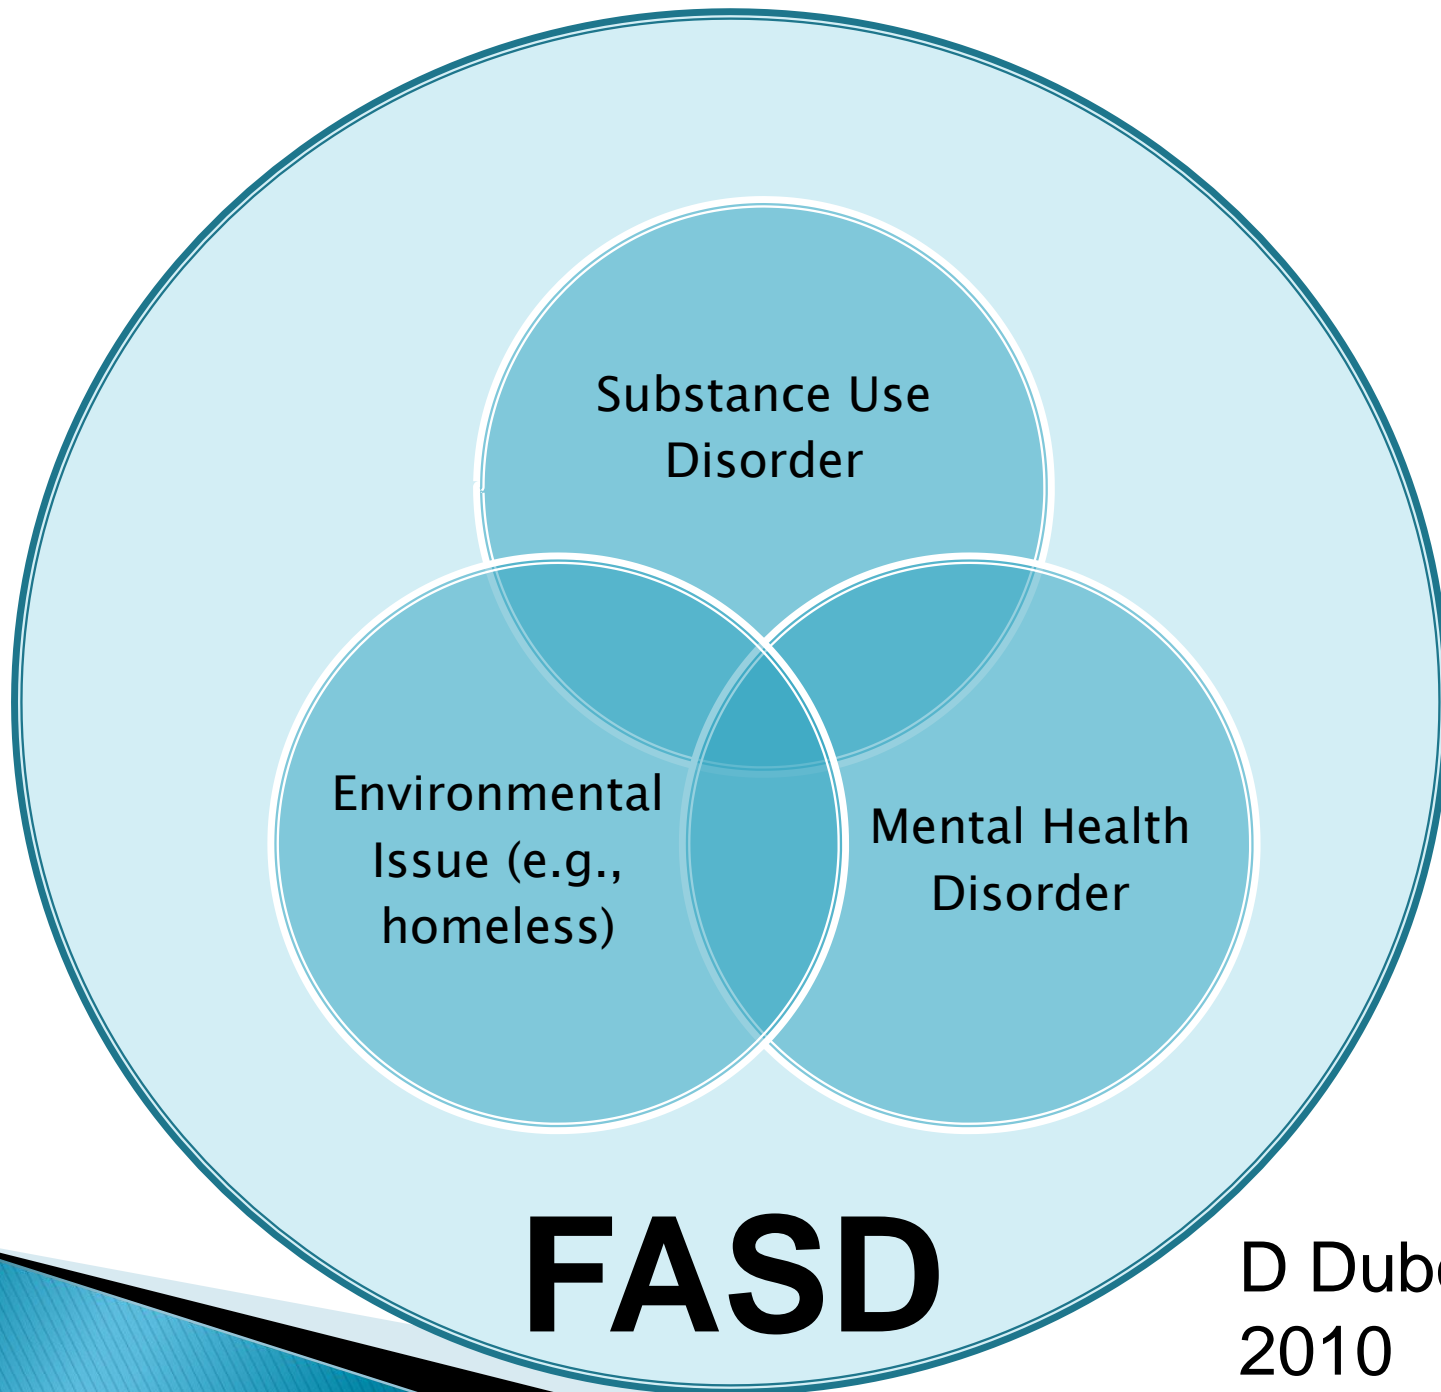 Substance Use
Disorder
Environmental
Issue (e.g.,
homeless)
Mental Health
Disorder
FASD
D
2010